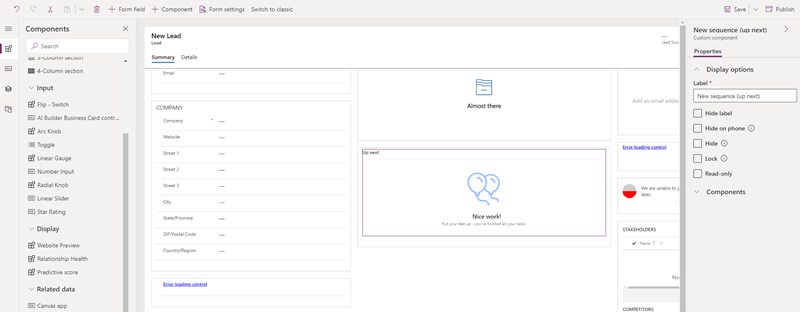 + Form field
+ Component
Form settings
Switch to classic
Save
Publish
Components
Search
3-Column section
4-Column section
Input
Flip - Switch
AI Builder Business Card contr...
Arc Knob
Toggle
Linear Gauge
Number Input
Radial Knob
Linear Slider
Star Rating
Display
Website Preview
Relationship Health
Predictive score
Related data
Canvas app
New Lead
Lead
Summary
Details
---
Lead Sour
Email
---
COMPANY
Company
*
---
Website
---
Street 1
---
Street 2
---
Street 3
---
City
---
State/Province
---
ZIP/Postal Code
---
Country/Region
---
Error loading control
Almost there
Up next
Nice work!
Put your feet up - you've finished all your tasks.
Add an email addre
Error loading control
We are unable to g
later.
STAKEHOLDERS
Name ↑
No
COMPETITORS
New sequence (up next)
Custom component
Properties
Display options
Label *
New sequence (up next)
Hide label
Hide on phone
Hide
Lock
Read-only
Components